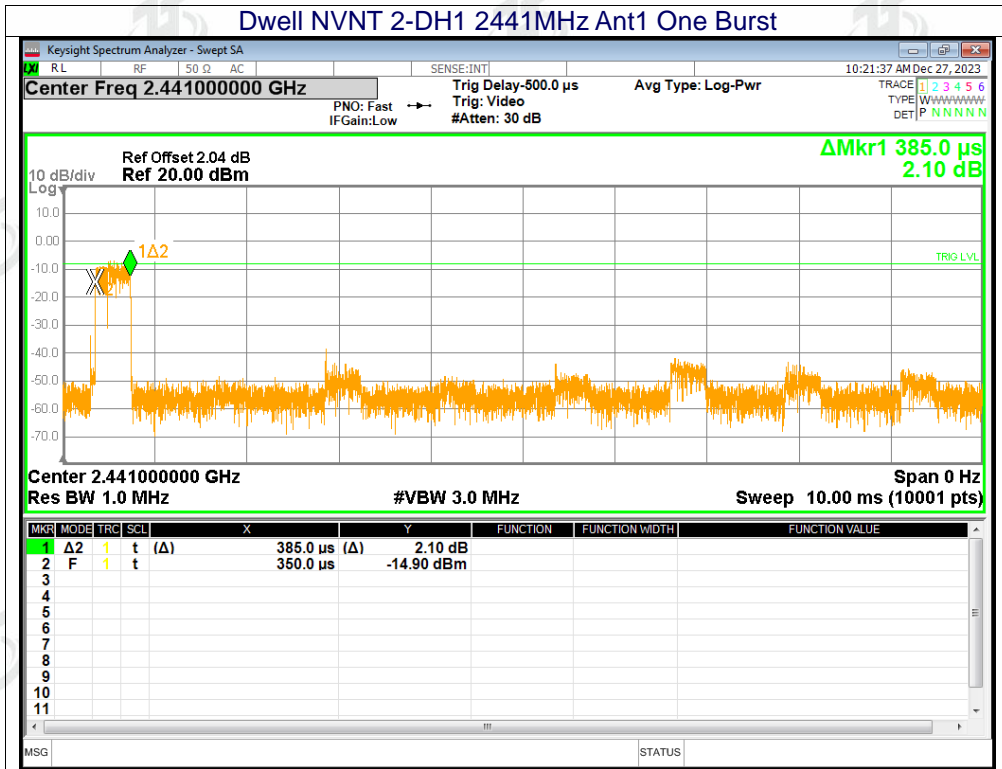 Dwell NVNT 2-DH1 2441MHz Ant1 One Burst
Keysight Spectrum Analyzer - Swept SA
LXI RL RF 50 Ω AC SENSE:INT 10:21:37 AM Dec 27, 2023
Center Freq 2.441000000 GHz
PNO: Fast
IFGain:Low
Trig Delay-500.0 µs
Trig: Video
#Atten: 30 dB
Avg Type: Log-Pwr
TRACE 1 2 3 4 5 6
TYPE WWWWWWW
DET P N N N N N
ΔMkr1 385.0 µs
2.10 dB
Ref Offset 2.04 dB
10 dB/div Ref 20.00 dBm
Log
10.0
0.00
-10.0
-20.0
-30.0
-40.0
-50.0
-60.0
-70.0
1Δ2
TRIG LVL
Center 2.441000000 GHz Span 0 Hz
Res BW 1.0 MHz #VBW 3.0 MHz Sweep 10.00 ms (10001 pts)
MKR MODE TRC SCL X Y FUNCTION FUNCTION WIDTH FUNCTION VALUE
1 Δ2 1 t (Δ) 385.0 µs (Δ) 2.10 dB
2 F 1 t 350.0 µs -14.90 dBm
3
4
5
6
7
8
9
10
11
MSG STATUS